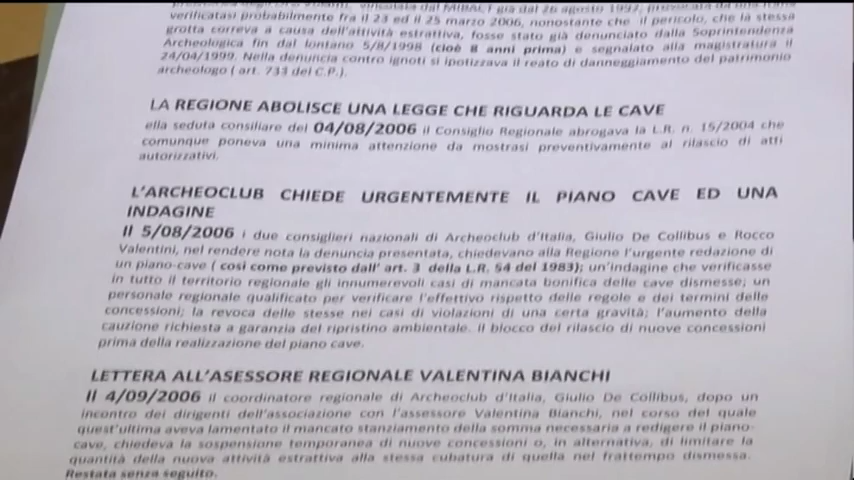 vincolata dal MIBACT già dal 26 agosto 1997, provocata da una
verificatasi probabilmente fra il 23 ed il 25 marzo 2006, nonostante che il pericolo, che la stessa
grotta correva a causa dell'attività estrattiva, fosse stato già denunciato dalla Soprintendenza
Archeologica fin dal lontano 5/8/1998 (cioè 8 anni prima) e segnalato alla magistratura il
24/04/1999. Nella denuncia contro ignoti si ipotizzava il reato di danneggiamento del patrimonio
archeologo ( art. 733 del C.P.).
LA REGIONE ABOLISCE UNA LEGGE CHE RIGUARDA LE CAVE
ella seduta consiliare del 04/08/2006 il Consiglio Regionale abrogava la L.R. n. 15/2004 che
comunque poneva una minima attenzione da mostrasi preventivamente al rilascio di atti
autorizzativi.
L'ARCHEOCLUB CHIEDE URGENTEMENTE IL PIANO CAVE ED UNA
INDAGINE
Il 5/08/2006 i due consiglieri nazionali di Archeoclub d'Italia, Giulio De Collibus e Rocco
Valentini, nel rendere nota la denuncia presentata, chiedevano alla Regione l'urgente redazione di
un piano-cave ( così come previsto dall' art. 3 della L.R. 54 del 1983); un'indagine che verificasse
in tutto il territorio regionale gli innumerevoli casi di mancata bonifica delle cave dismesse; un
personale regionale qualificato per verificare l'effettivo rispetto delle regole e dei termini delle
concessioni; la revoca delle stesse nei casi di violazioni di una certa gravità; l'aumento della
cauzione richiesta a garanzia del ripristino ambientale. Il blocco del rilascio di nuove concessioni
prima della realizzazione del piano cave.
LETTERA ALL'ASESSORE REGIONALE VALENTINA BIANCHI
Il 4/09/2006 il coordinatore regionale di Archeoclub d'Italia, Giulio De Collibus, dopo un
incontro dei dirigenti dell'associazione con l'assessore Valentina Bianchi, nel corso del quale
quest'ultima aveva lamentato il mancato stanziamento della somma necessaria a redigere il piano-
cave, chiedeva la sospensione temporanea di nuove concessioni o, in alternativa, di limitare la
quantità della nuova attività estrattiva alla stessa cubatura di quella nel frattempo dismessa.
Restata senza seguito.